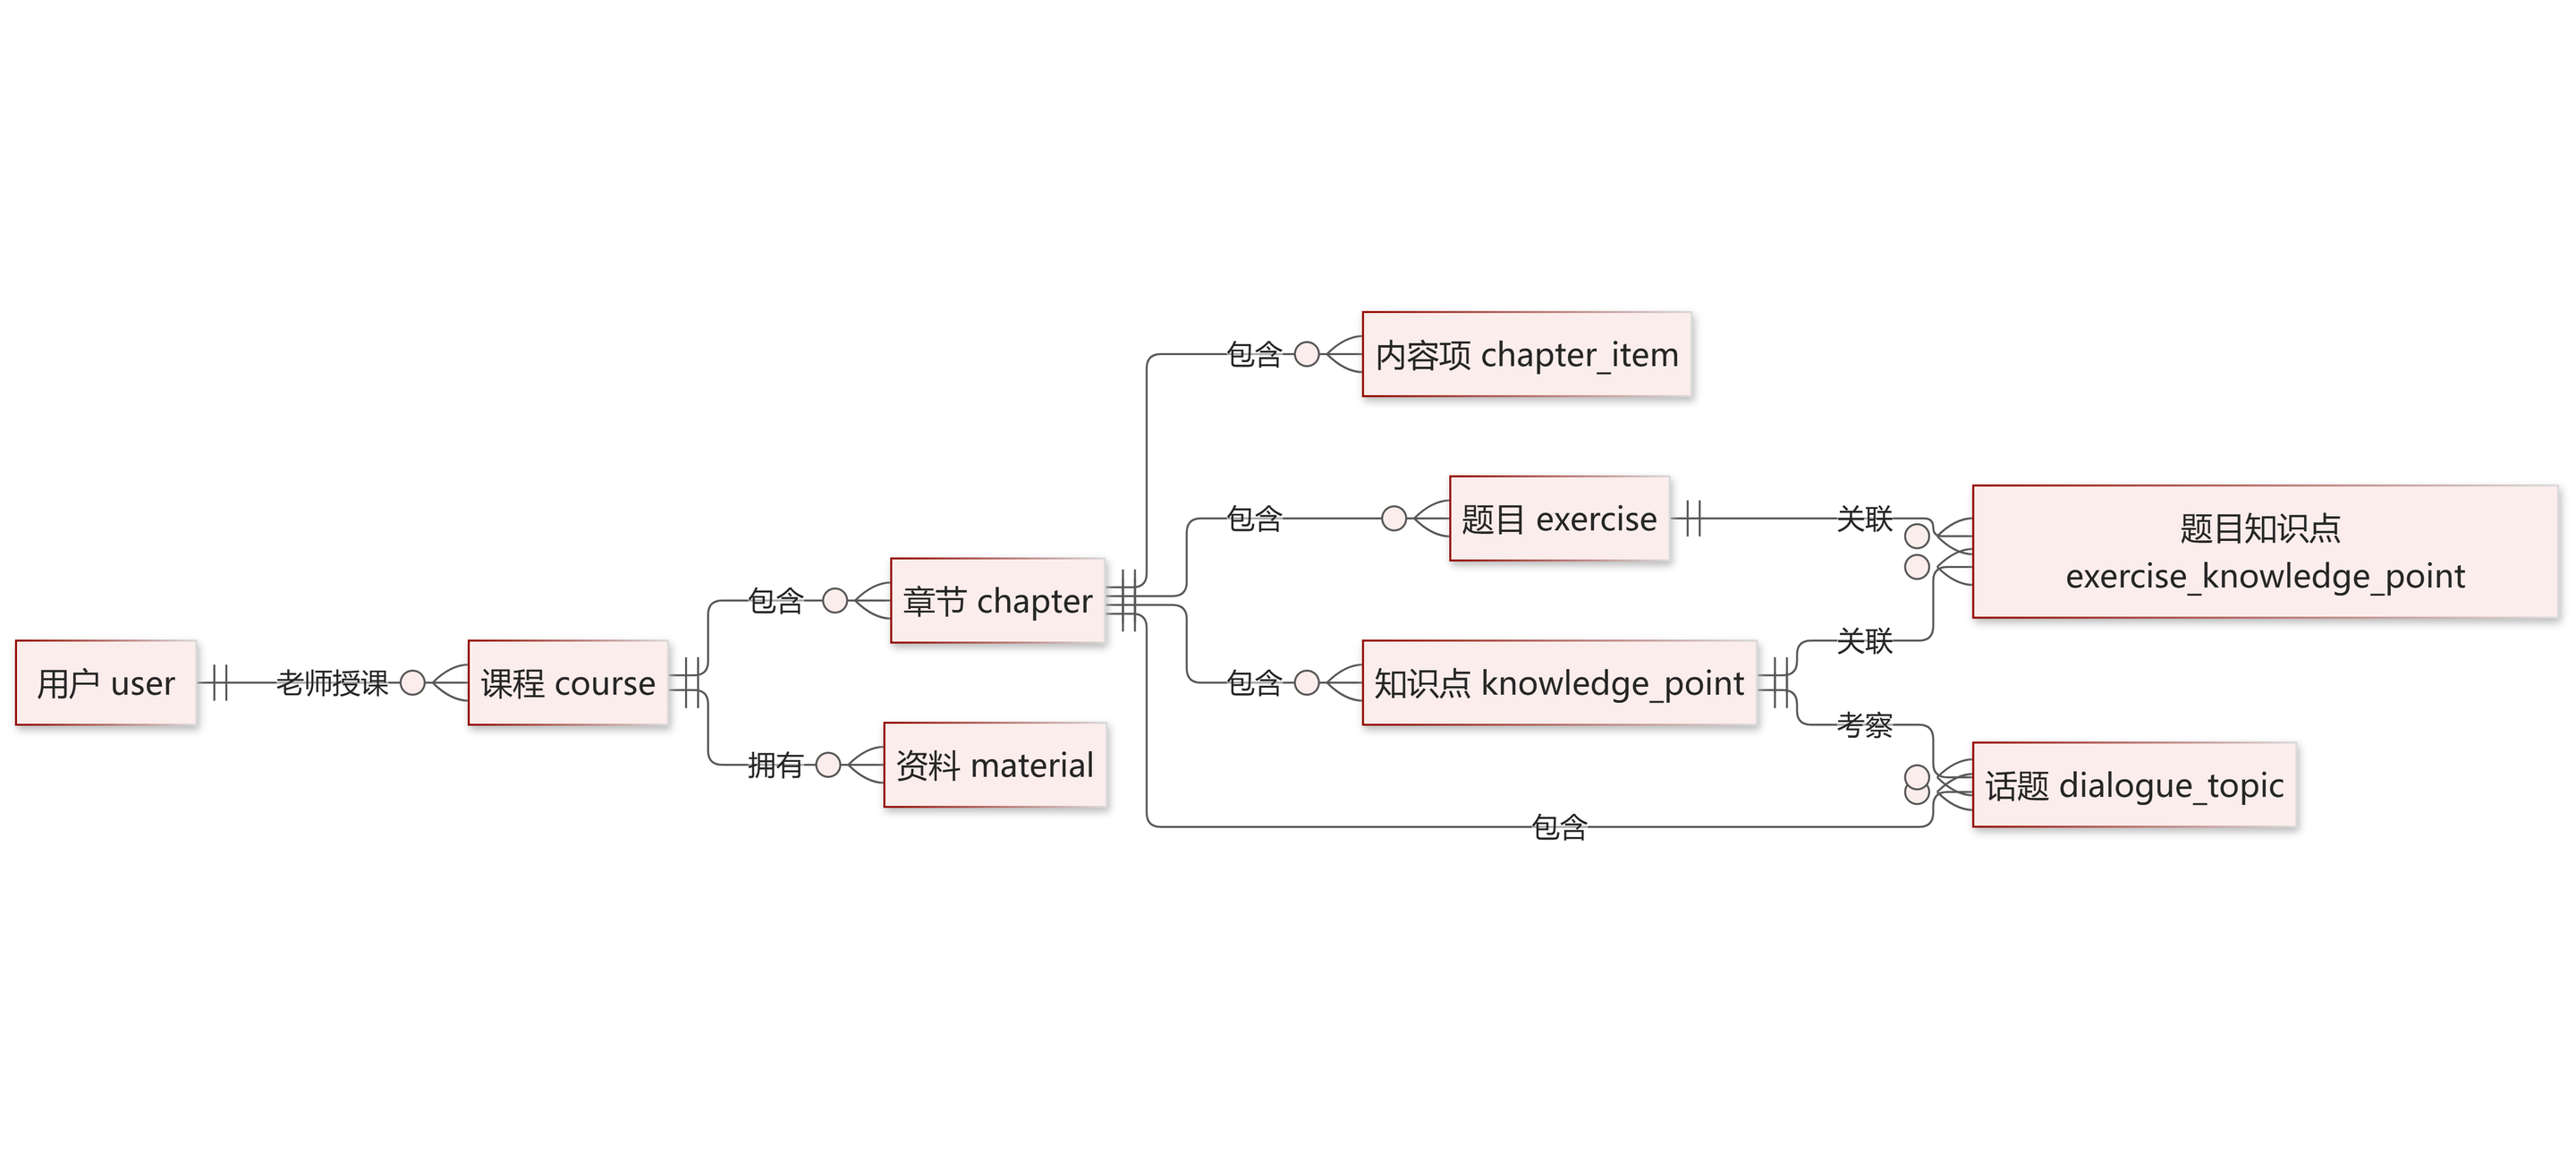 包含
内容项 chapter_item
包含
题目 exercise
关联
题目知识点
exercise_knowledge_point
包含
章节 chapter
关联
用户 user
老师授课
课程 course
包含
知识点 knowledge_point
考察
拥有
资料 material
话题 dialogue_topic
包含